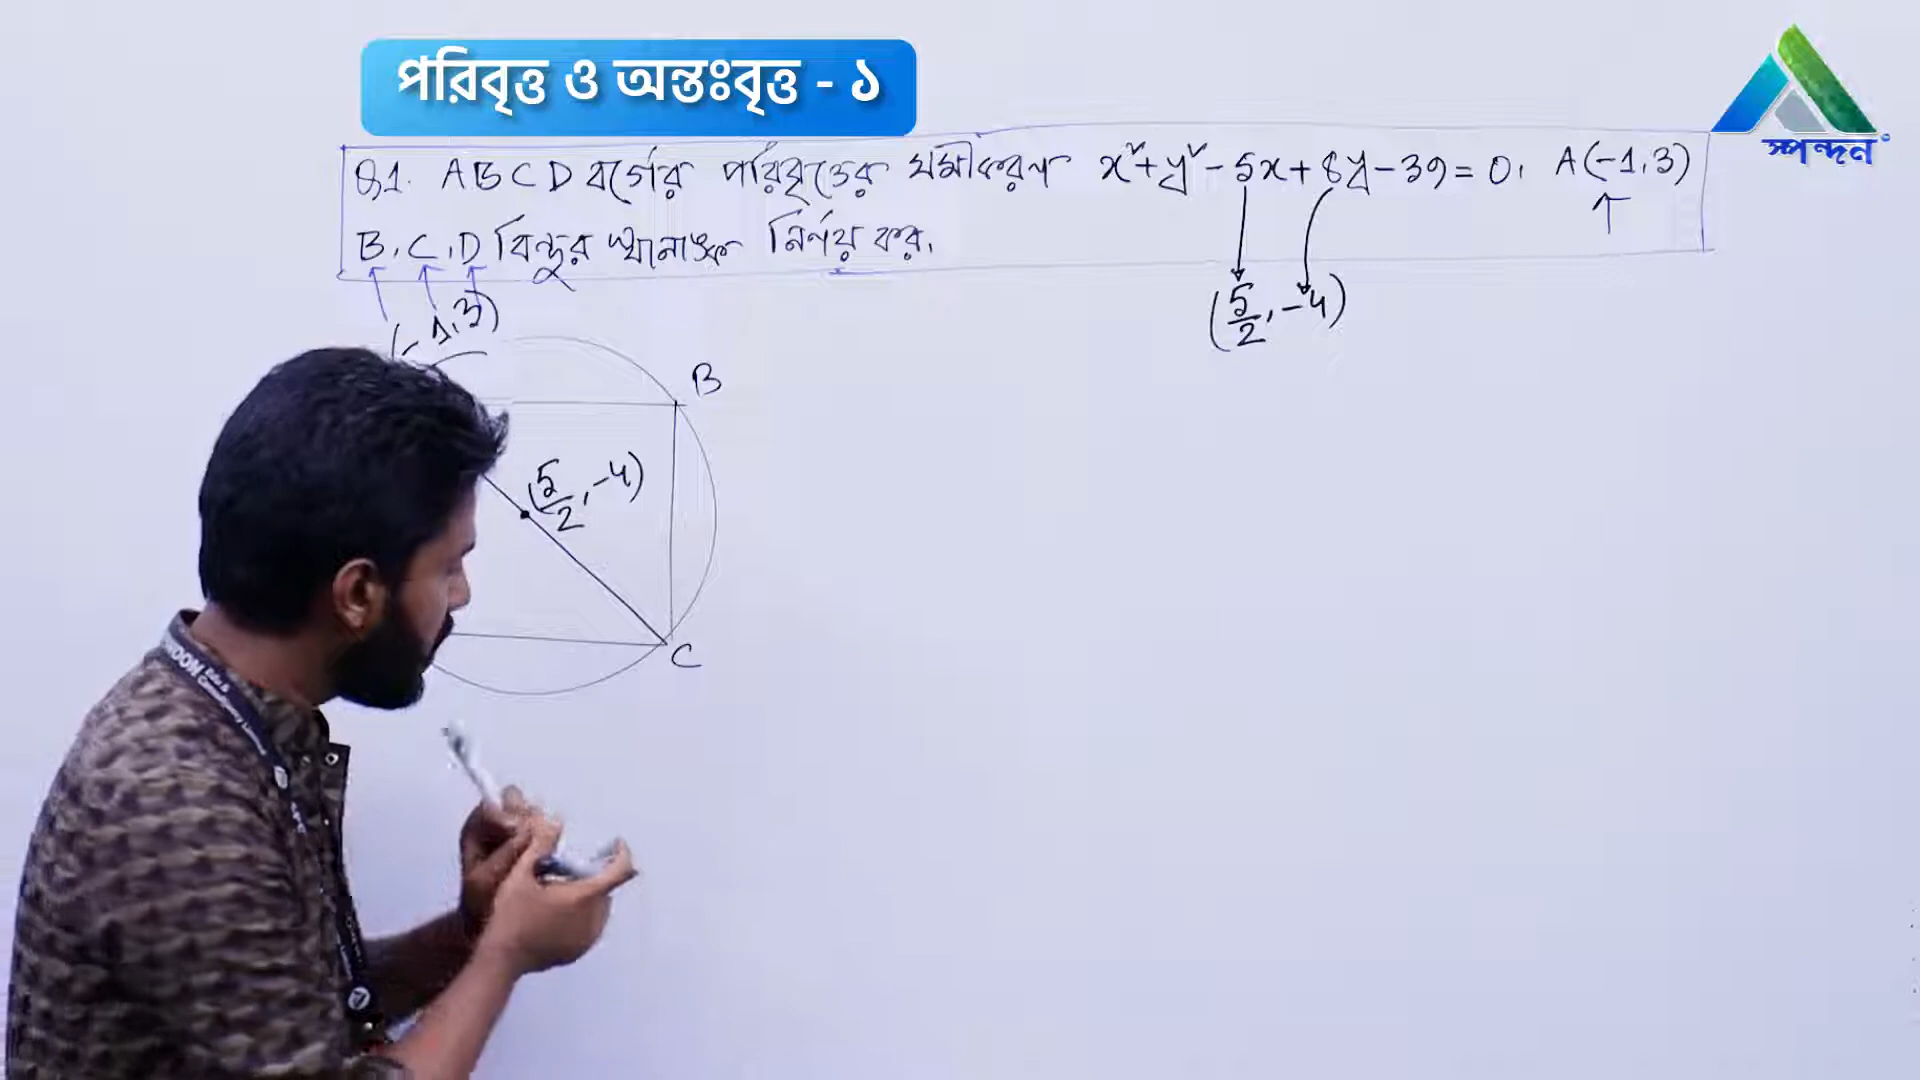 পরিবৃত্ত ও অন্তঃবৃত্ত - ১
স্পন্দন
Q1. ABCD বর্গের পরিবৃত্তের সমীকরণ x²+y²-5x+8y-39=0, A(-1,3)
B, C, D বিন্দুর স্থানাঙ্ক নির্ণয় কর.
(5/2, -4)
(-1,3)
B
(5/2, -4)
C